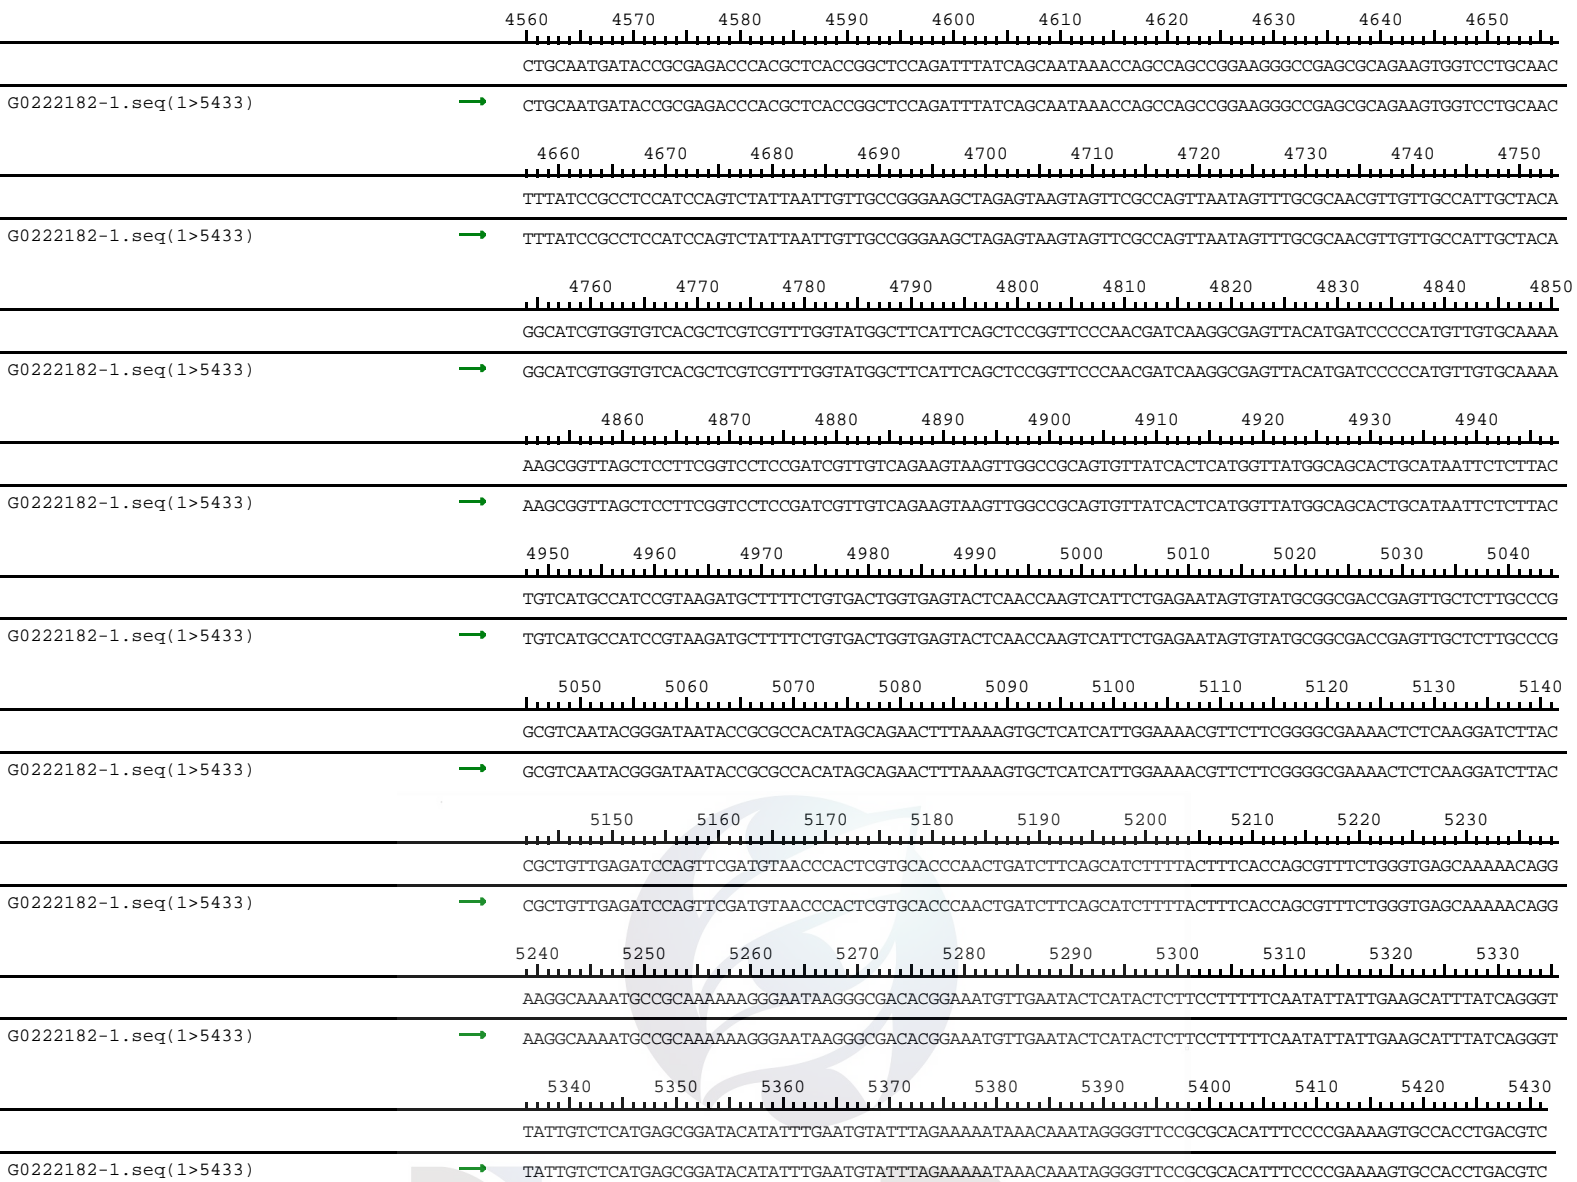 4560 4570 4580 4590 4600 4610 4620 4630 4640 4650
CTGCAATGATACCGCGAGACCCACGCTCACCGGCTCCAGATTTATCAGCAATAAACCAGCCAGCCGGAAGGGCCGAGCGCAGAAGTGGTCCTGCAAC
G0222182-1.seq(1>5433) CTGCAATGATACCGCGAGACCCACGCTCACCGGCTCCAGATTTATCAGCAATAAACCAGCCAGCCGGAAGGGCCGAGCGCAGAAGTGGTCCTGCAAC
4660 4670 4680 4690 4700 4710 4720 4730 4740 4750
TTTATCCGCCTCCATCCAGTCTATTAATTGTTGCCGGGAAGCTAGAGTAAGTAGTTCGCCAGTTAATAGTTTGCGCAACGTTGTTGCCATTGCTACA
G0222182-1.seq(1>5433) TTTATCCGCCTCCATCCAGTCTATTAATTGTTGCCGGGAAGCTAGAGTAAGTAGTTCGCCAGTTAATAGTTTGCGCAACGTTGTTGCCATTGCTACA
4760 4770 4780 4790 4800 4810 4820 4830 4840 4850
GGCATCGTGGTGTCACGCTCGTCGTTTGGTATGGCTTCATTCAGCTCCGGTTCCCAACGATCAAGGCGAGTTACATGATCCCCCATGTTGTGCAAAA
G0222182-1.seq(1>5433) GGCATCGTGGTGTCACGCTCGTCGTTTGGTATGGCTTCATTCAGCTCCGGTTCCCAACGATCAAGGCGAGTTACATGATCCCCCATGTTGTGCAAAA
4860 4870 4880 4890 4900 4910 4920 4930 4940
AAGCGGTTAGCTCCTTCGGTCCTCCGATCGTTGTCAGAAGTAAGTTGGCCGCAGTGTTATCACTCATGGTTATGGCAGCACTGCATAATTCTCTTAC
G0222182-1.seq(1>5433) AAGCGGTTAGCTCCTTCGGTCCTCCGATCGTTGTCAGAAGTAAGTTGGCCGCAGTGTTATCACTCATGGTTATGGCAGCACTGCATAATTCTCTTAC
4950 4960 4970 4980 4990 5000 5010 5020 5030 5040
TGTCATGCCATCCGTAAGATGCTTTTCTGTGACTGGTGAGTACTCAACCAAGTCATTCTGAGAATAGTGTATGCGGCGACCGAGTTGCTCTTGCCCG
G0222182-1.seq(1>5433) TGTCATGCCATCCGTAAGATGCTTTTCTGTGACTGGTGAGTACTCAACCAAGTCATTCTGAGAATAGTGTATGCGGCGACCGAGTTGCTCTTGCCCG
5050 5060 5070 5080 5090 5100 5110 5120 5130 5140
GCGTCAATACGGGATAATACCGCGCCACATAGCAGAACTTTAAAAGTGCTCATCATTGGAAAACGTTCTTCGGGGCGAAAACTCTCAAGGATCTTAC
G0222182-1.seq(1>5433) GCGTCAATACGGGATAATACCGCGCCACATAGCAGAACTTTAAAAGTGCTCATCATTGGAAAACGTTCTTCGGGGCGAAAACTCTCAAGGATCTTAC
5150 5160 5170 5180 5190 5200 5210 5220 5230
CGCTGTTGAGATCCAGTTCGATGTAACCCACTCGTGCACCCAACTGATCTTCAGCATCTTTTACTTTCACCAGCGTTTCTGGGTGAGCAAAAACAGG
G0222182-1.seq(1>5433) CGCTGTTGAGATCCAGTTCGATGTAACCCACTCGTGCACCCAACTGATCTTCAGCATCTTTTACTTTCACCAGCGTTTCTGGGTGAGCAAAAACAGG
5240 5250 5260 5270 5280 5290 5300 5310 5320 5330
AAGGCAAAATGCCGCAAAAAAGGGAATAAGGGCGACACGGAAATGTTGAATACTCATACTCTTCCTTTTTCAATATTATTGAAGCATTTATCAGGGT
G0222182-1.seq(1>5433) AAGGCAAAATGCCGCAAAAAAGGGAATAAGGGCGACACGGAAATGTTGAATACTCATACTCTTCCTTTTTCAATATTATTGAAGCATTTATCAGGGT
5340 5350 5360 5370 5380 5390 5400 5410 5420 5430
TATTGTCTCATGAGCGGATACATATTTGAATGTATTTAGAAAAATAAACAAATAGGGGTTCCGCGCACATTTCCCCGAAAAGTGCCACCTGACGTC
G0222182-1.seq(1>5433) TATTGTCTCATGAGCGGATACATATTTGAATGTATTTAGAAAAATAAACAAATAGGGGTTCCGCGCACATTTCCCCGAAAAGTGCCACCTGACGTC